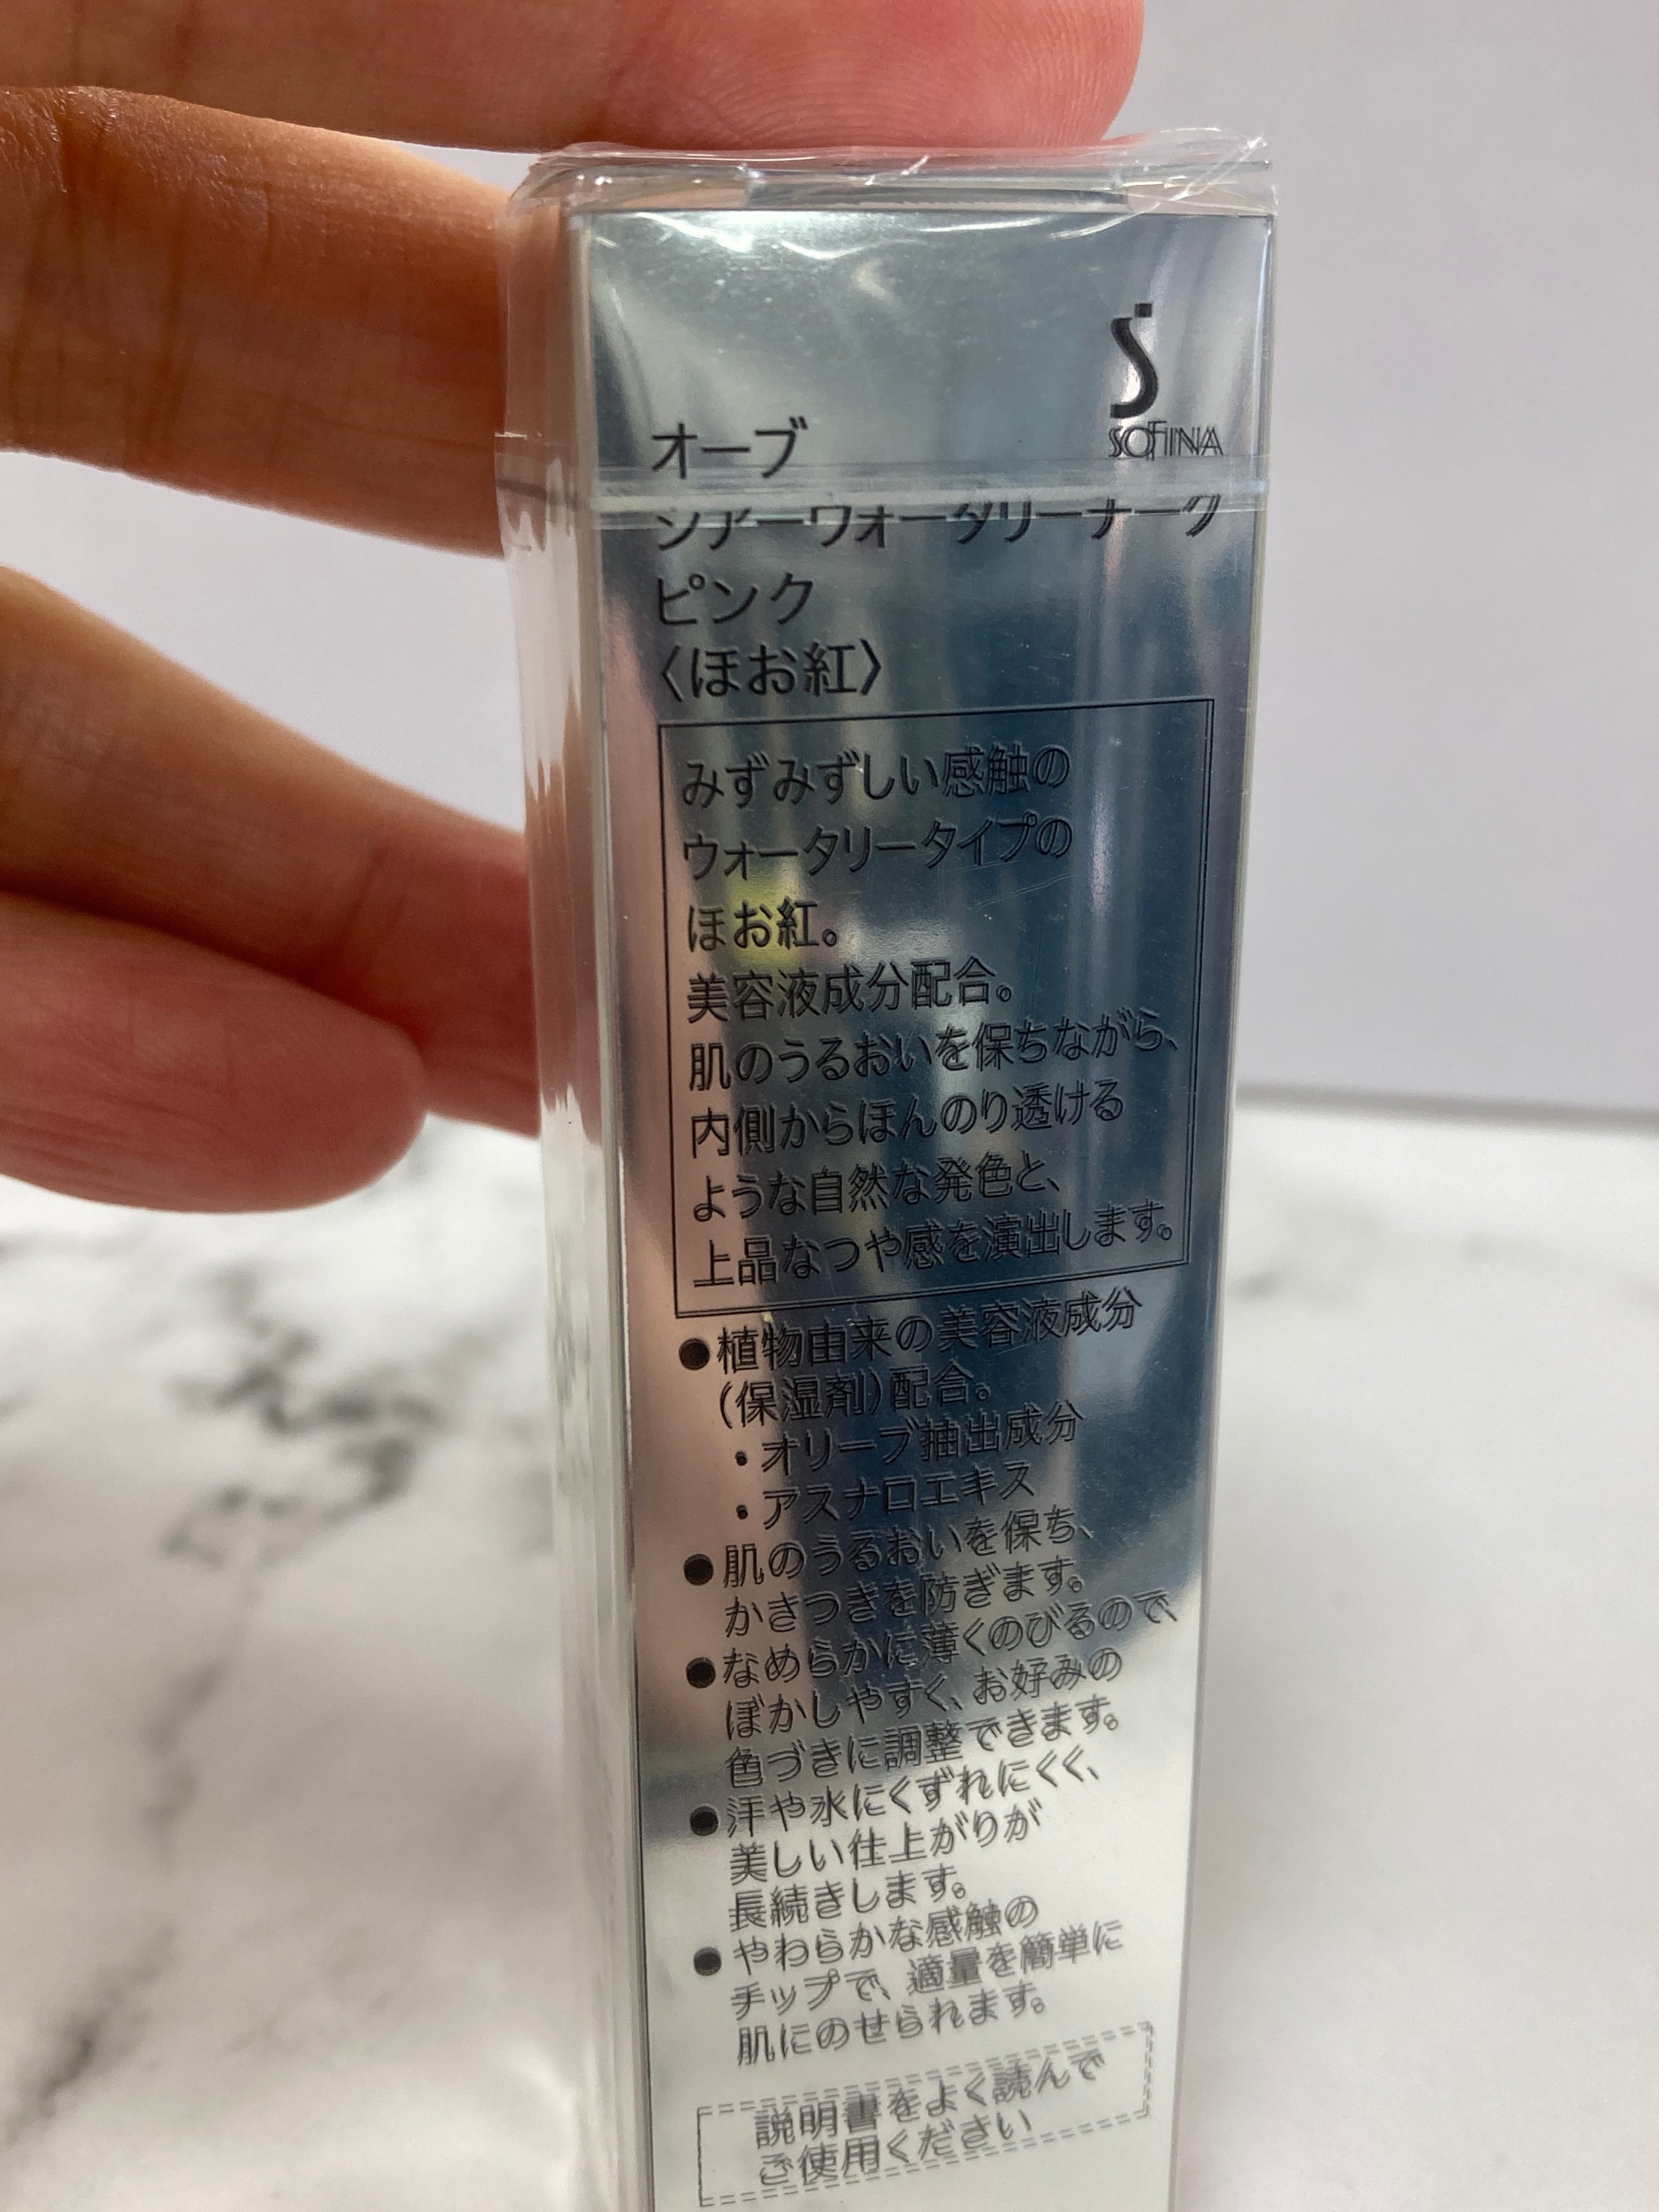 SOFINA
オーブ
シアーウォータリーチーク
ピンク
〈ほお紅〉
みずみずしい感触の
ウォータリータイプの
ほお紅。
美容液成分配合。
肌のうるおいを保ちながら、
内側からほんのり透ける
ような自然な発色と、
上品なつや感を演出します。
●植物由来の美容液成分
(保湿剤)配合。
・オリーブ抽出成分
・アスナロエキス
●肌のうるおいを保ち、
かさつきを防ぎます。
●なめらかに薄くのびるので、
ぼかしやすく、お好みの
色づきに調整できます。
●汗や水にくずれにくく、
美しい仕上がりが
長続きします。
●やわらかな感触の
チップで、適量を簡単に
肌にのせられます。
説明書をよく読んで
ご使用ください